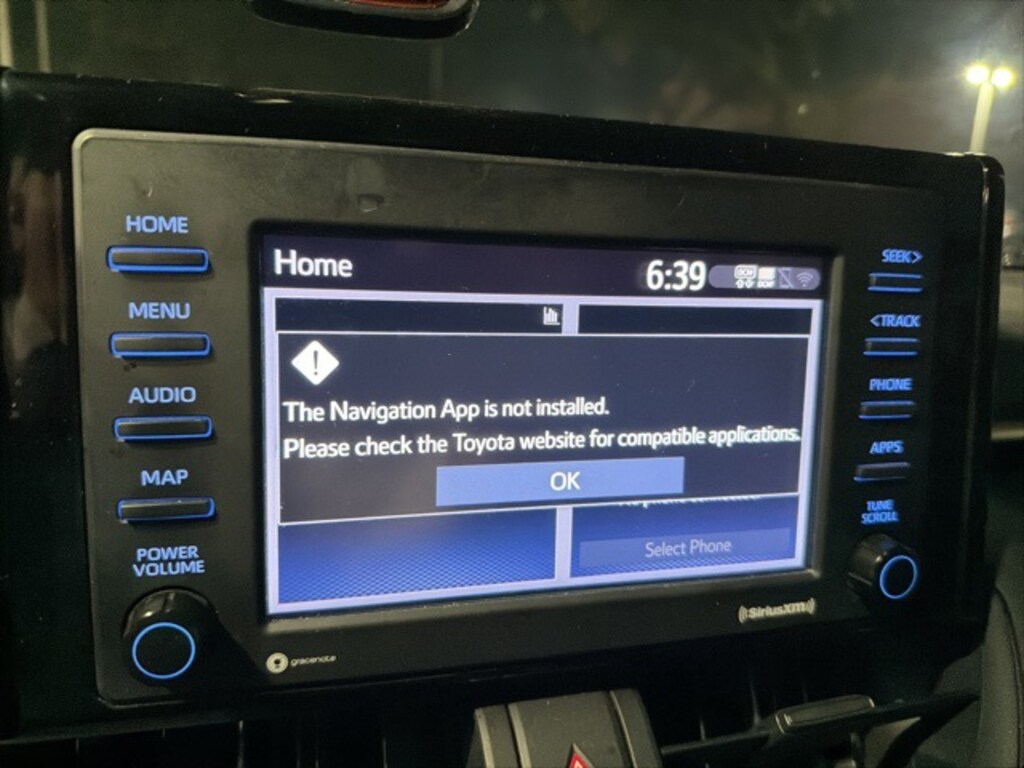 HOME
MENU
AUDIO
MAP
POWER
VOLUME
Home
6:39
DCM
The Navigation App is not installed.
Please check the Toyota website for compatible applications.
OK
Select Phone
SEEK>
<TRACK
PHONE
APPS
TUNE
SCROLL
gracenote
SiriusXM